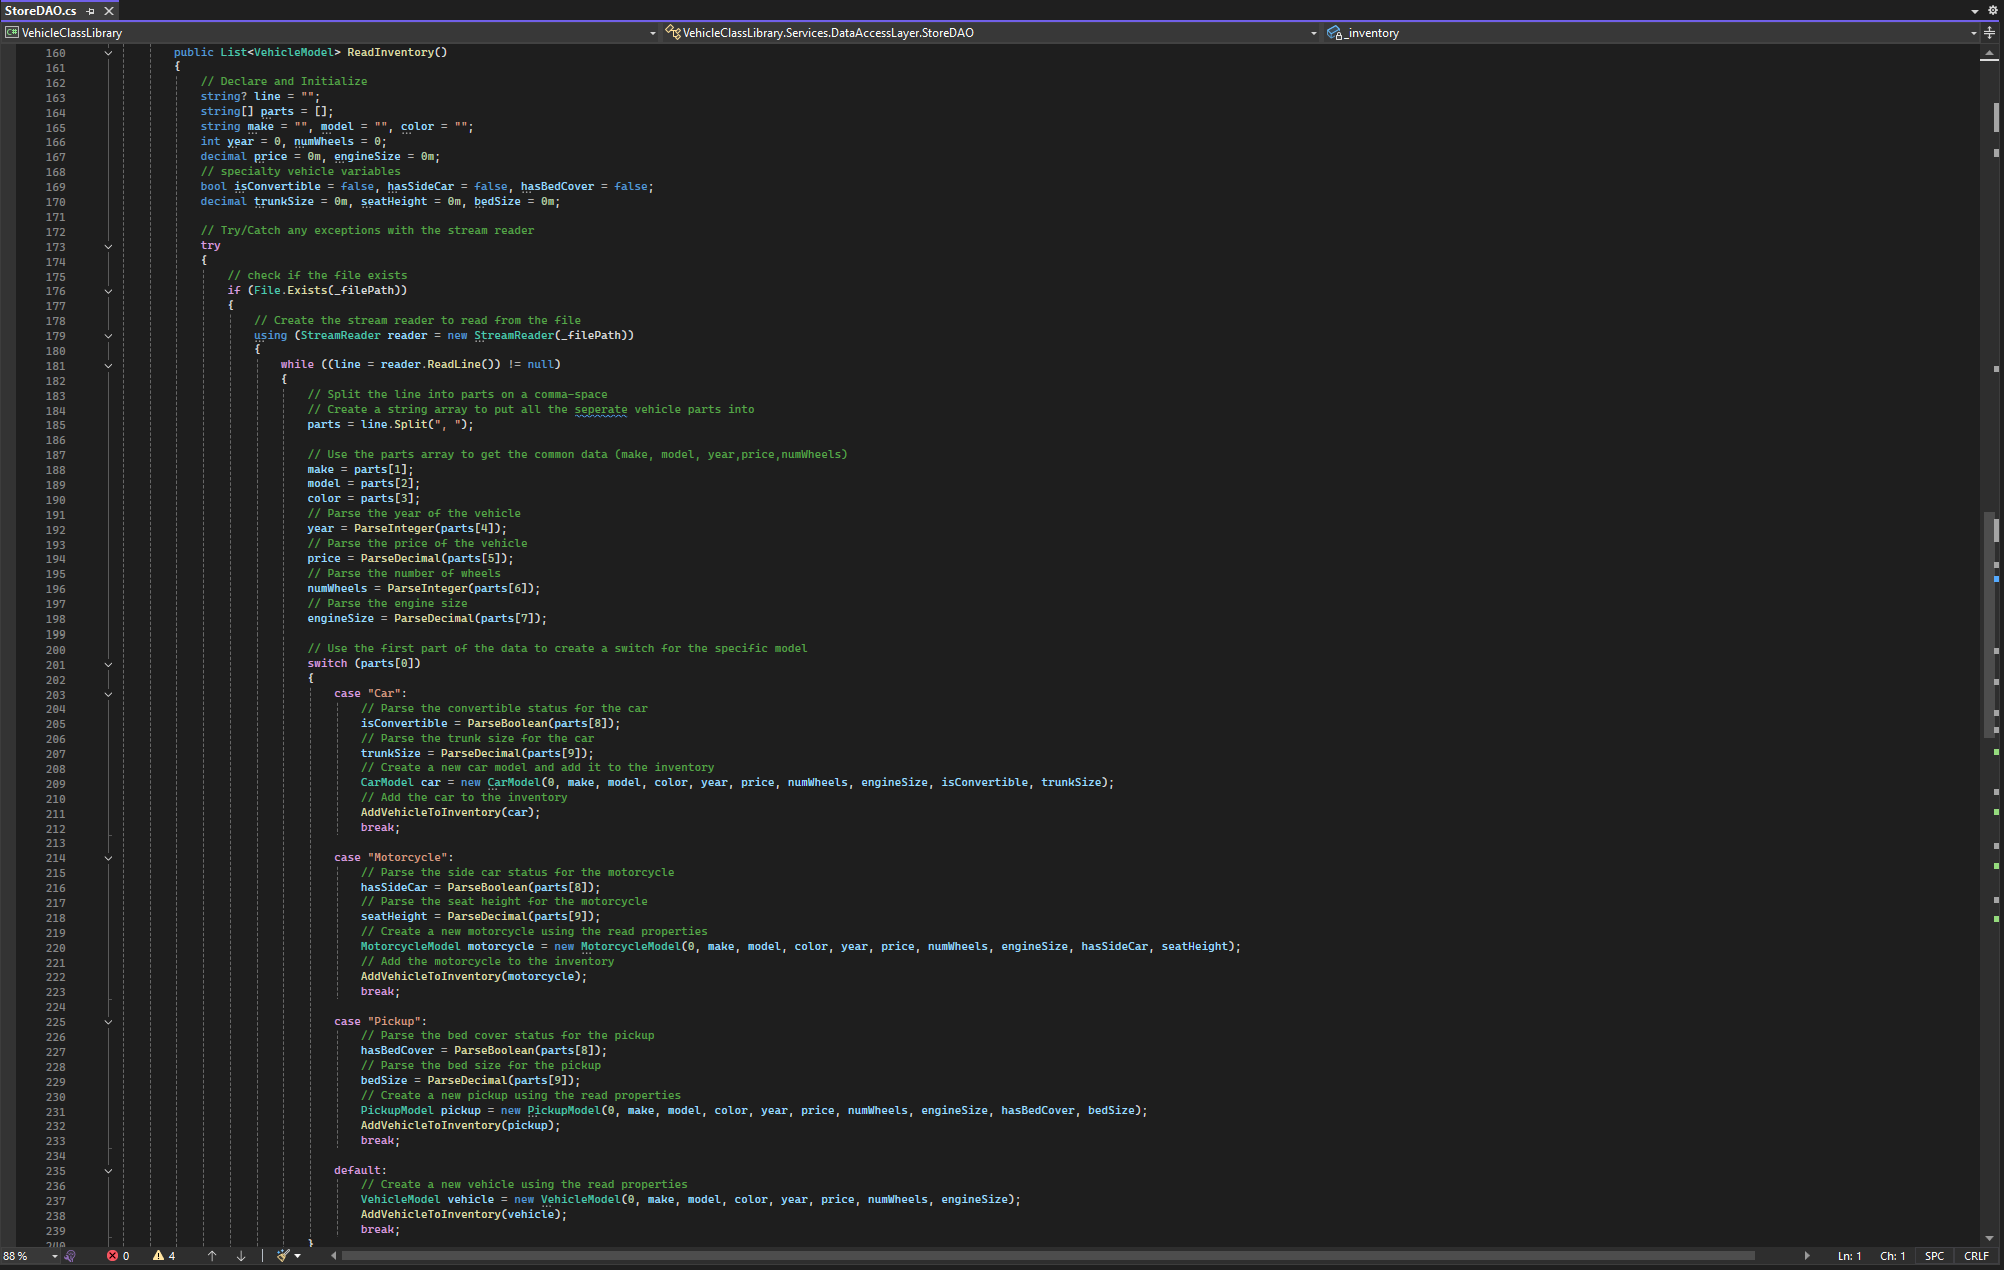 StoreDAO.cs
VehicleClassLibrary
VehicleClassLibrary.Services.DataAccessLayer.StoreDAO
_inventory
160 public List<VehicleModel> ReadInventory()
161 {
162 // Declare and Initialize
163 string? line = "";
164 string[] parts = [];
165 string make = "", model = "", color = "";
166 int year = 0, numWheels = 0;
167 decimal price = 0m, engineSize = 0m;
168 // specialty vehicle variables
169 bool isConvertible = false, hasSideCar = false, hasBedCover = false;
170 decimal trunkSize = 0m, seatHeight = 0m, bedSize = 0m;
171
172 // Try/Catch any exceptions with the stream reader
173 try
174 {
175 // check if the file exists
176 if (File.Exists(_filePath))
177 {
178 // Create the stream reader to read from the file
179 using (StreamReader reader = new StreamReader(_filePath))
180 {
181 while ((line = reader.ReadLine()) != null)
182 {
183 // Split the line into parts on a comma-space
184 // Create a string array to put all the seperate vehicle parts into
185 parts = line.Split(", ");
186
187 // Use the parts array to get the common data (make, model, year,price,numWheels)
188 make = parts[1];
189 model = parts[2];
190 color = parts[3];
191 // Parse the year of the vehicle
192 year = ParseInteger(parts[4]);
193 // Parse the price of the vehicle
194 price = ParseDecimal(parts[5]);
195 // Parse the number of wheels
196 numWheels = ParseInteger(parts[6]);
197 // Parse the engine size
198 engineSize = ParseDecimal(parts[7]);
199
200 // Use the first part of the data to create a switch for the specific model
201 switch (parts[0])
202 {
203 case "Car":
204 // Parse the convertible status for the car
205 isConvertible = ParseBoolean(parts[8]);
206 // Parse the trunk size for the car
207 trunkSize = ParseDecimal(parts[9]);
208 // Create a new car model and add it to the inventory
209 CarModel car = new CarModel(0, make, model, color, year, price, numWheels, engineSize, isConvertible, trunkSize);
210 // Add the car to the inventory
211 AddVehicleToInventory(car);
212 break;
213
214 case "Motorcycle":
215 // Parse the side car status for the motorcycle
216 hasSideCar = ParseBoolean(parts[8]);
217 // Parse the seat height for the motorcycle
218 seatHeight = ParseDecimal(parts[9]);
219 // Create a new motorcycle using the read properties
220 MotorcycleModel motorcycle = new MotorcycleModel(0, make, model, color, year, price, numWheels, engineSize, hasSideCar, seatHeight);
221 // Add the motorcycle to the inventory
222 AddVehicleToInventory(motorcycle);
223 break;
224
225 case "Pickup":
226 // Parse the bed cover status for the pickup
227 hasBedCover = ParseBoolean(parts[8]);
228 // Parse the bed size for the pickup
229 bedSize = ParseDecimal(parts[9]);
230 // Create a new pickup using the read properties
231 PickupModel pickup = new PickupModel(0, make, model, color, year, price, numWheels, engineSize, hasBedCover, bedSize);
232 AddVehicleToInventory(pickup);
233 break;
234
235 default:
236 // Create a new vehicle using the read properties
237 VehicleModel vehicle = new VehicleModel(0, make, model, color, year, price, numWheels, engineSize);
238 AddVehicleToInventory(vehicle);
239 break;
240 }
88 % 0 4 Ln: 1 Ch: 1 SPC CRLF